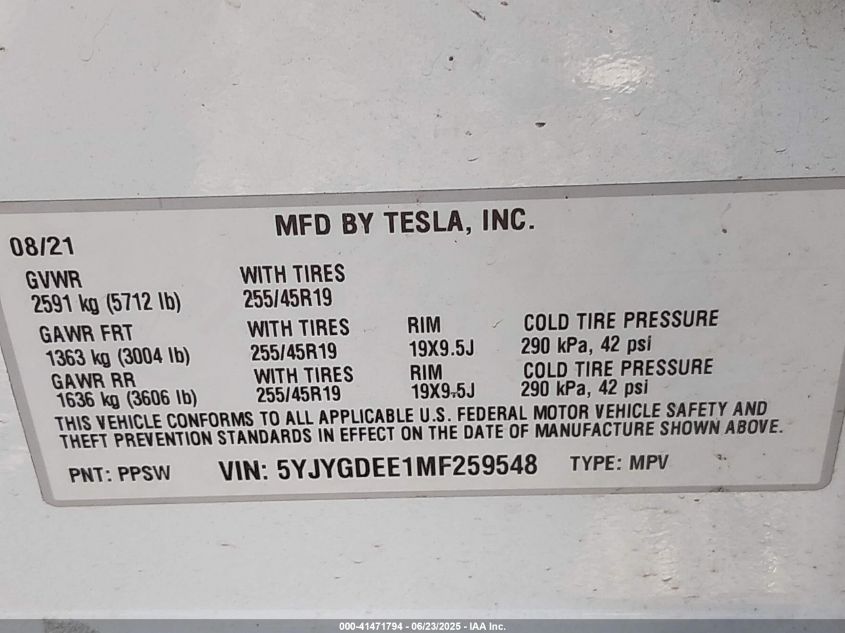 MFD BY TESLA, INC.
08/21
GVWR WITH TIRES
2591 kg (5712 lb) 255/45R19
GAWR FRT WITH TIRES RIM COLD TIRE PRESSURE
1363 kg (3004 lb) 255/45R19 19X9.5J 290 kPa, 42 psi
GAWR RR WITH TIRES RIM COLD TIRE PRESSURE
1636 kg (3606 lb) 255/45R19 19X9.5J 290 kPa, 42 psi
THIS VEHICLE CONFORMS TO ALL APPLICABLE U.S. FEDERAL MOTOR VEHICLE SAFETY AND
THEFT PREVENTION STANDARDS IN EFFECT ON THE DATE OF MANUFACTURE SHOWN ABOVE.
PNT: PPSW VIN: 5YJYGDEE1MF259548 TYPE: MPV
000-41471794 - 06/23/2025 - IAA Inc.